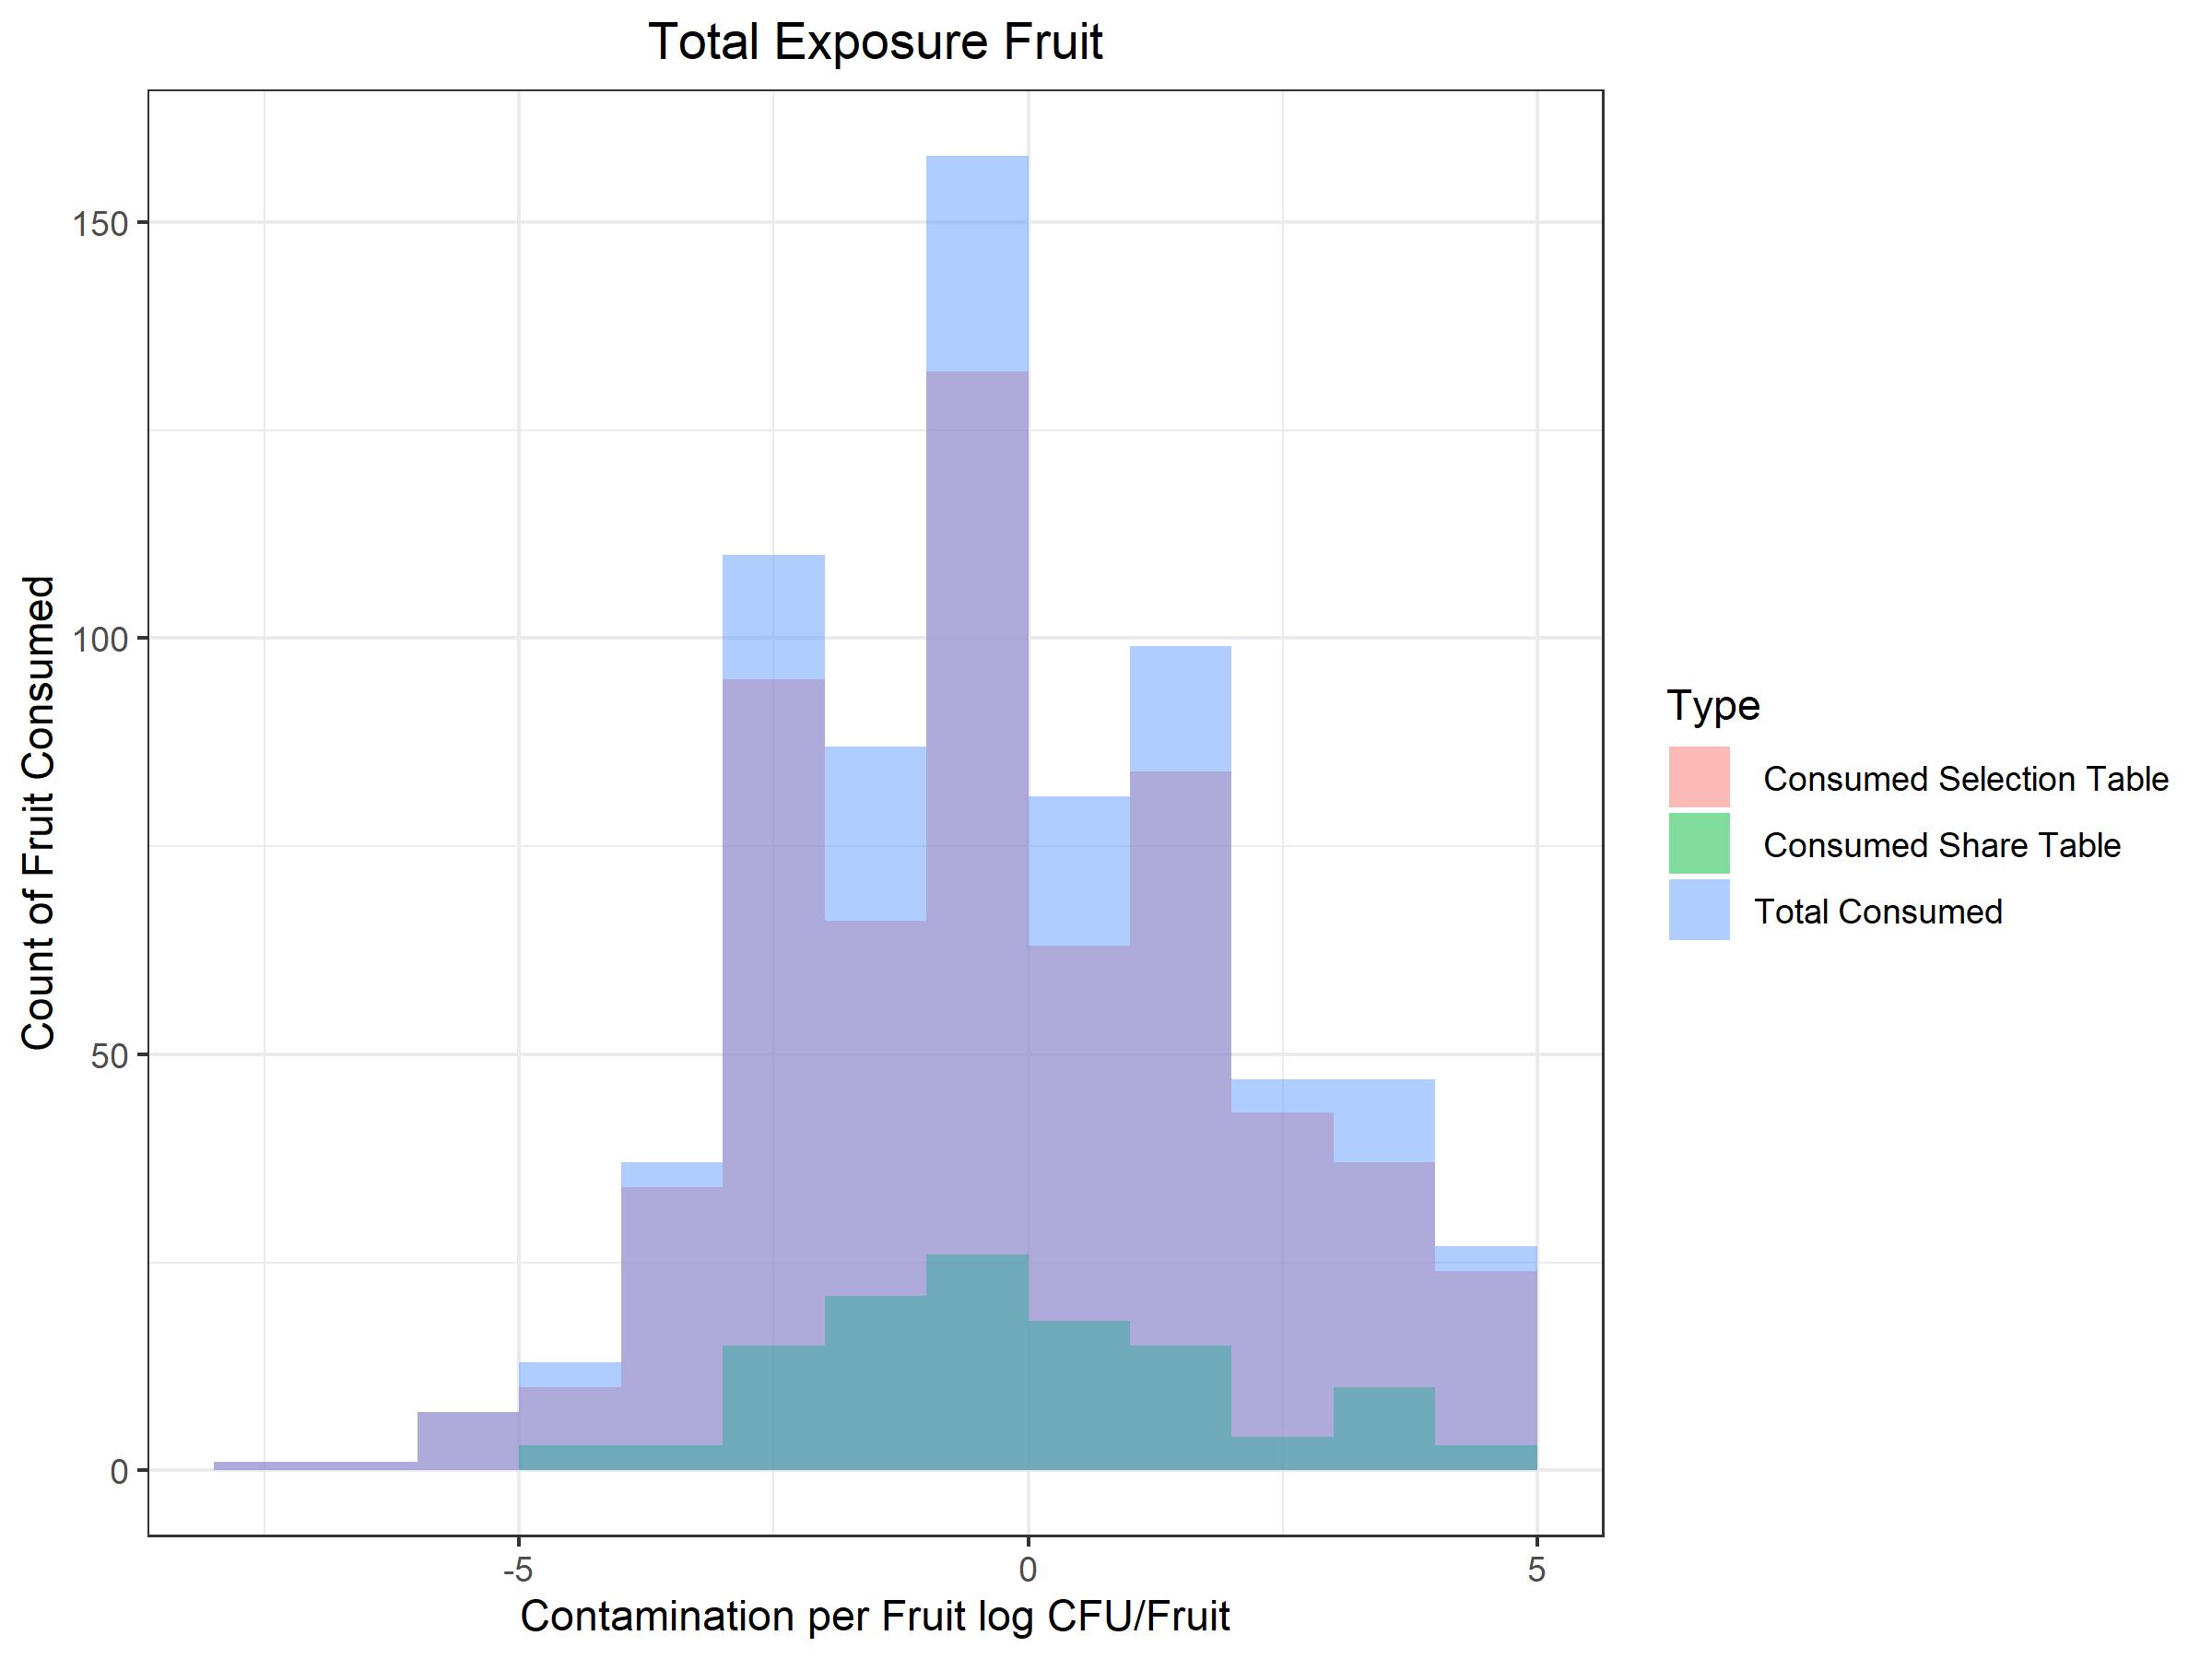 Total Exposure Fruit
Count of Fruit Consumed
150
100
50
0
-5
0
5
Contamination per Fruit log CFU/Fruit
Type
Consumed Selection Table
Consumed Share Table
Total Consumed